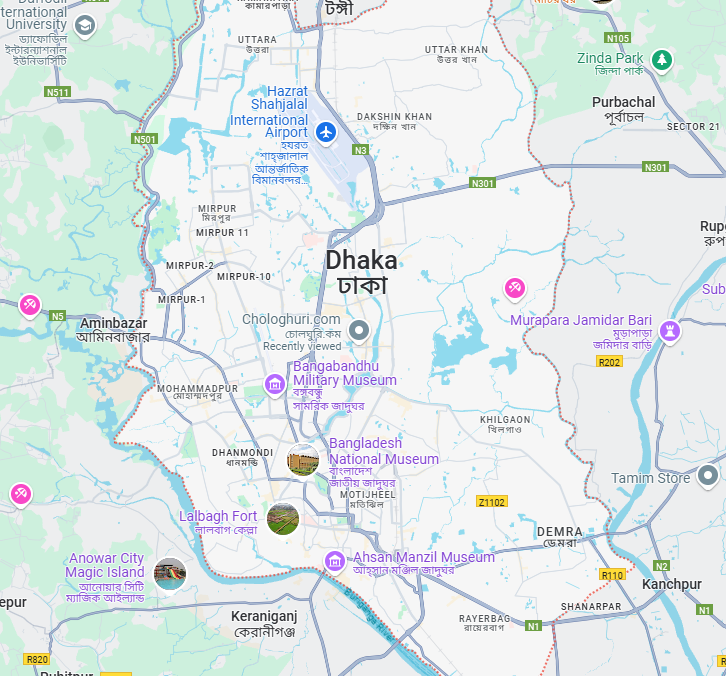 টঙ্গী
International
University
ড্যাফোডিল
ইন্টারন্যাশনাল
ইউনিভার্সিটি
UTTARA
উত্তরা
UTTAR KHAN
উত্তর খান
N105
Zinda Park
জিন্দা পার্ক
N511
Hazrat
Shahjalal
International
Airport
হযরত
শাহ্জালাল
আন্তর্জাতিক
বিমানবন্দর...
Purbachal
পূর্বাচল
DAKSHIN KHAN
দক্ষিণ খান
SECTOR 21
N501
N3
N301
N301
MIRPUR
মিরপুর
MIRPUR 11
Dhaka
ঢাকা
MIRPUR-2
MIRPUR-10
MIRPUR-1
N5
Aminbazar
আমিনবাজার
Chologhuri.com
চোলঘুরি.কম
Recently viewed
Murapara Jamidar Bari
মুড়াপাড়া
জমিদার বাড়ি
R202
Bangabandhu
Military Museum
বঙ্গবন্ধু
সামরিক জাদুঘর
MOHAMMADPUR
মোহাম্মদপুর
KHILGAON
খিলগাও
DHANMONDI
ধানমন্ডি
Bangladesh
National Museum
বাংলাদেশ
জাতীয় জাদুঘর
Tamim Store
MOTIJHEEL
মতিঝিল
Z1102
Lalbagh Fort
লালবাগ কেল্লা
DEMRA
ডেমরা
Anowar City
Magic Island
আনোয়ার সিটি
ম্যাজিক আইল্যান্ড
Ahsan Manzil Museum
আহসান মঞ্জিল জাদুঘর
R110
N2
Kanchpur
SHANARPAR
Keraniganj
কেরানীগঞ্জ
RAYERBAG
রায়েরবাগ
N1
N1
R820